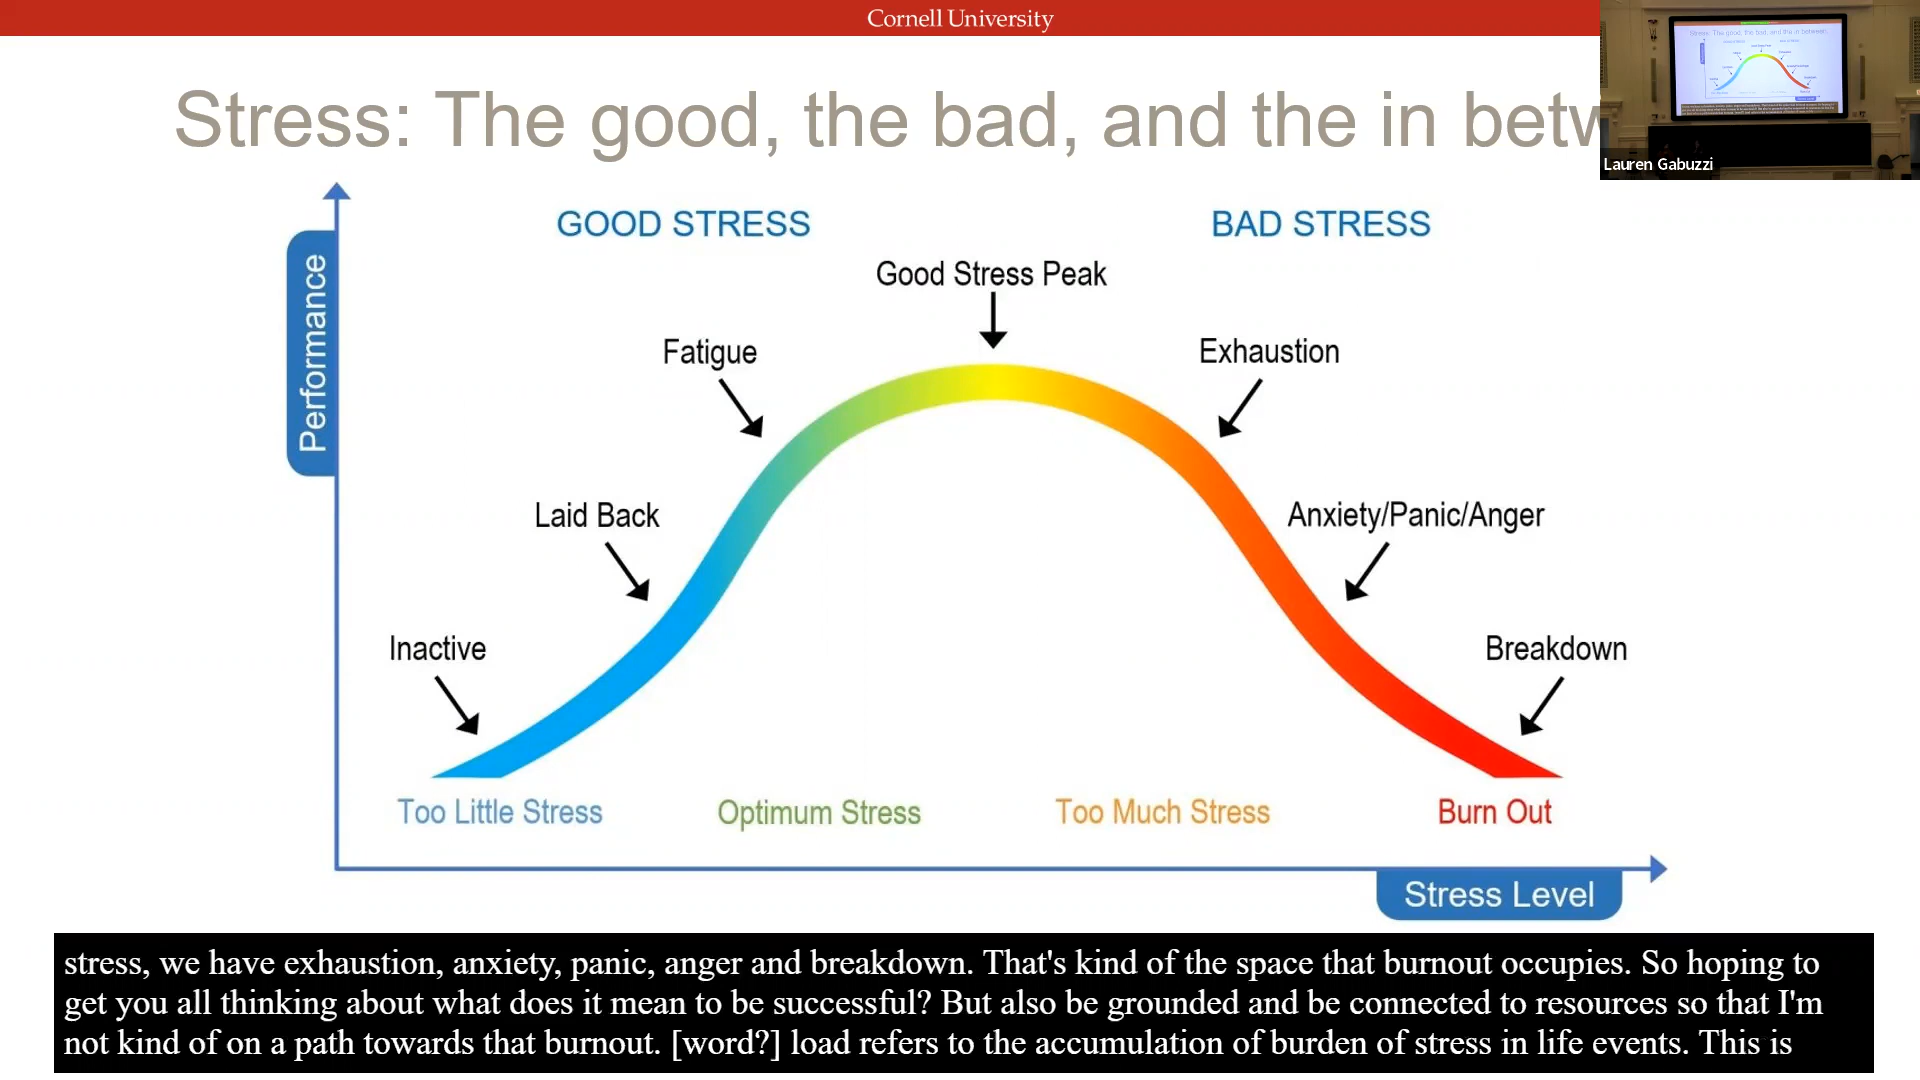 Cornell University
Stress: The good, the bad, and the in betw
Lauren Gabuzzi
GOOD STRESS
BAD STRESS
Good Stress Peak
Performance
Fatigue
Exhaustion
Laid Back
Anxiety/Panic/Anger
Inactive
Breakdown
Too Little Stress
Optimum Stress
Too Much Stress
Burn Out
Stress Level
stress, we have exhaustion, anxiety, panic, anger and breakdown. That's kind of the space that burnout occupies. So hoping to
get you all thinking about what does it mean to be successful? But also be grounded and be connected to resources so that I'm
not kind of on a path towards that burnout. [word?] load refers to the accumulation of burden of stress in life events. This is